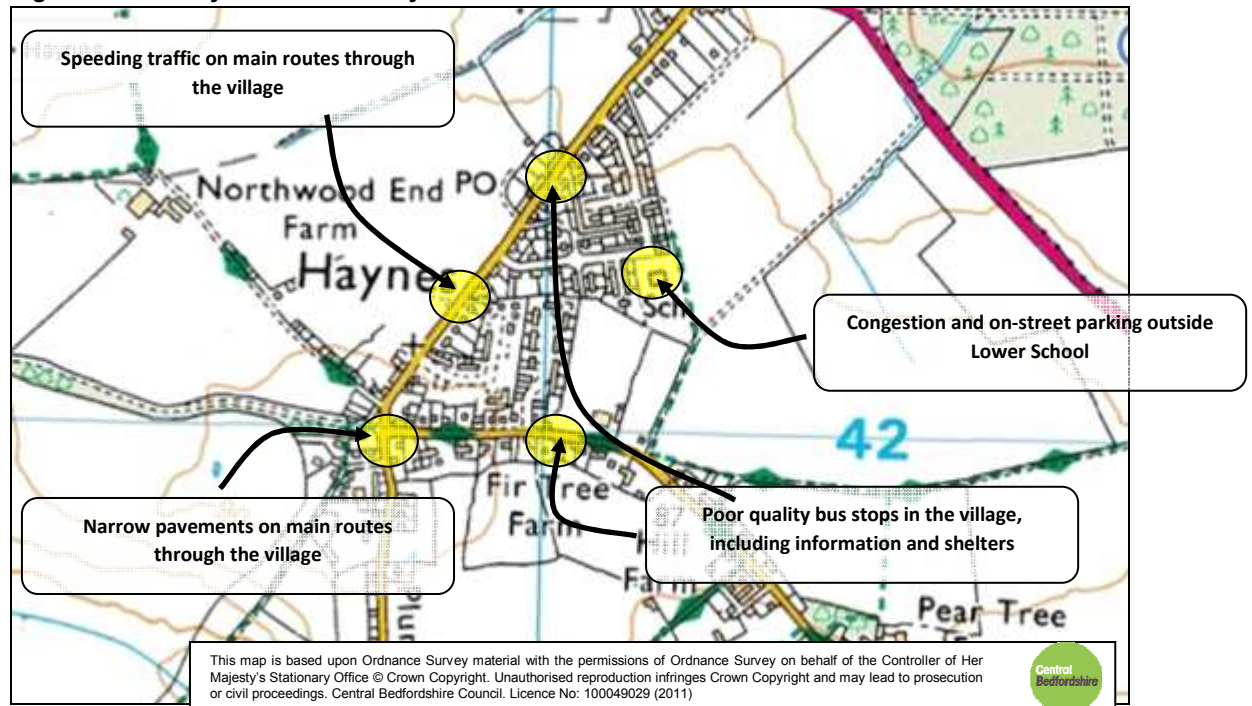 Speeding traffic on main routes through
the village
Northwood End PO
Farm
Haynes
Sch
Congestion and on-street parking outside
Lower School
42
Fir Tree
Farm
Narrow pavements on main routes
through the village
Poor quality bus stops in the village,
including information and shelters
Farm
Pear Tree
This map is based upon Ordnance Survey material with the permissions of Ordnance Survey on behalf of the Controller of Her
Majesty's Stationary Office © Crown Copyright. Unauthorised reproduction infringes Crown Copyright and may lead to prosecution
or civil proceedings. Central Bedfordshire Council. Licence No: 100049029 (2011)
Central
Bedfordshire